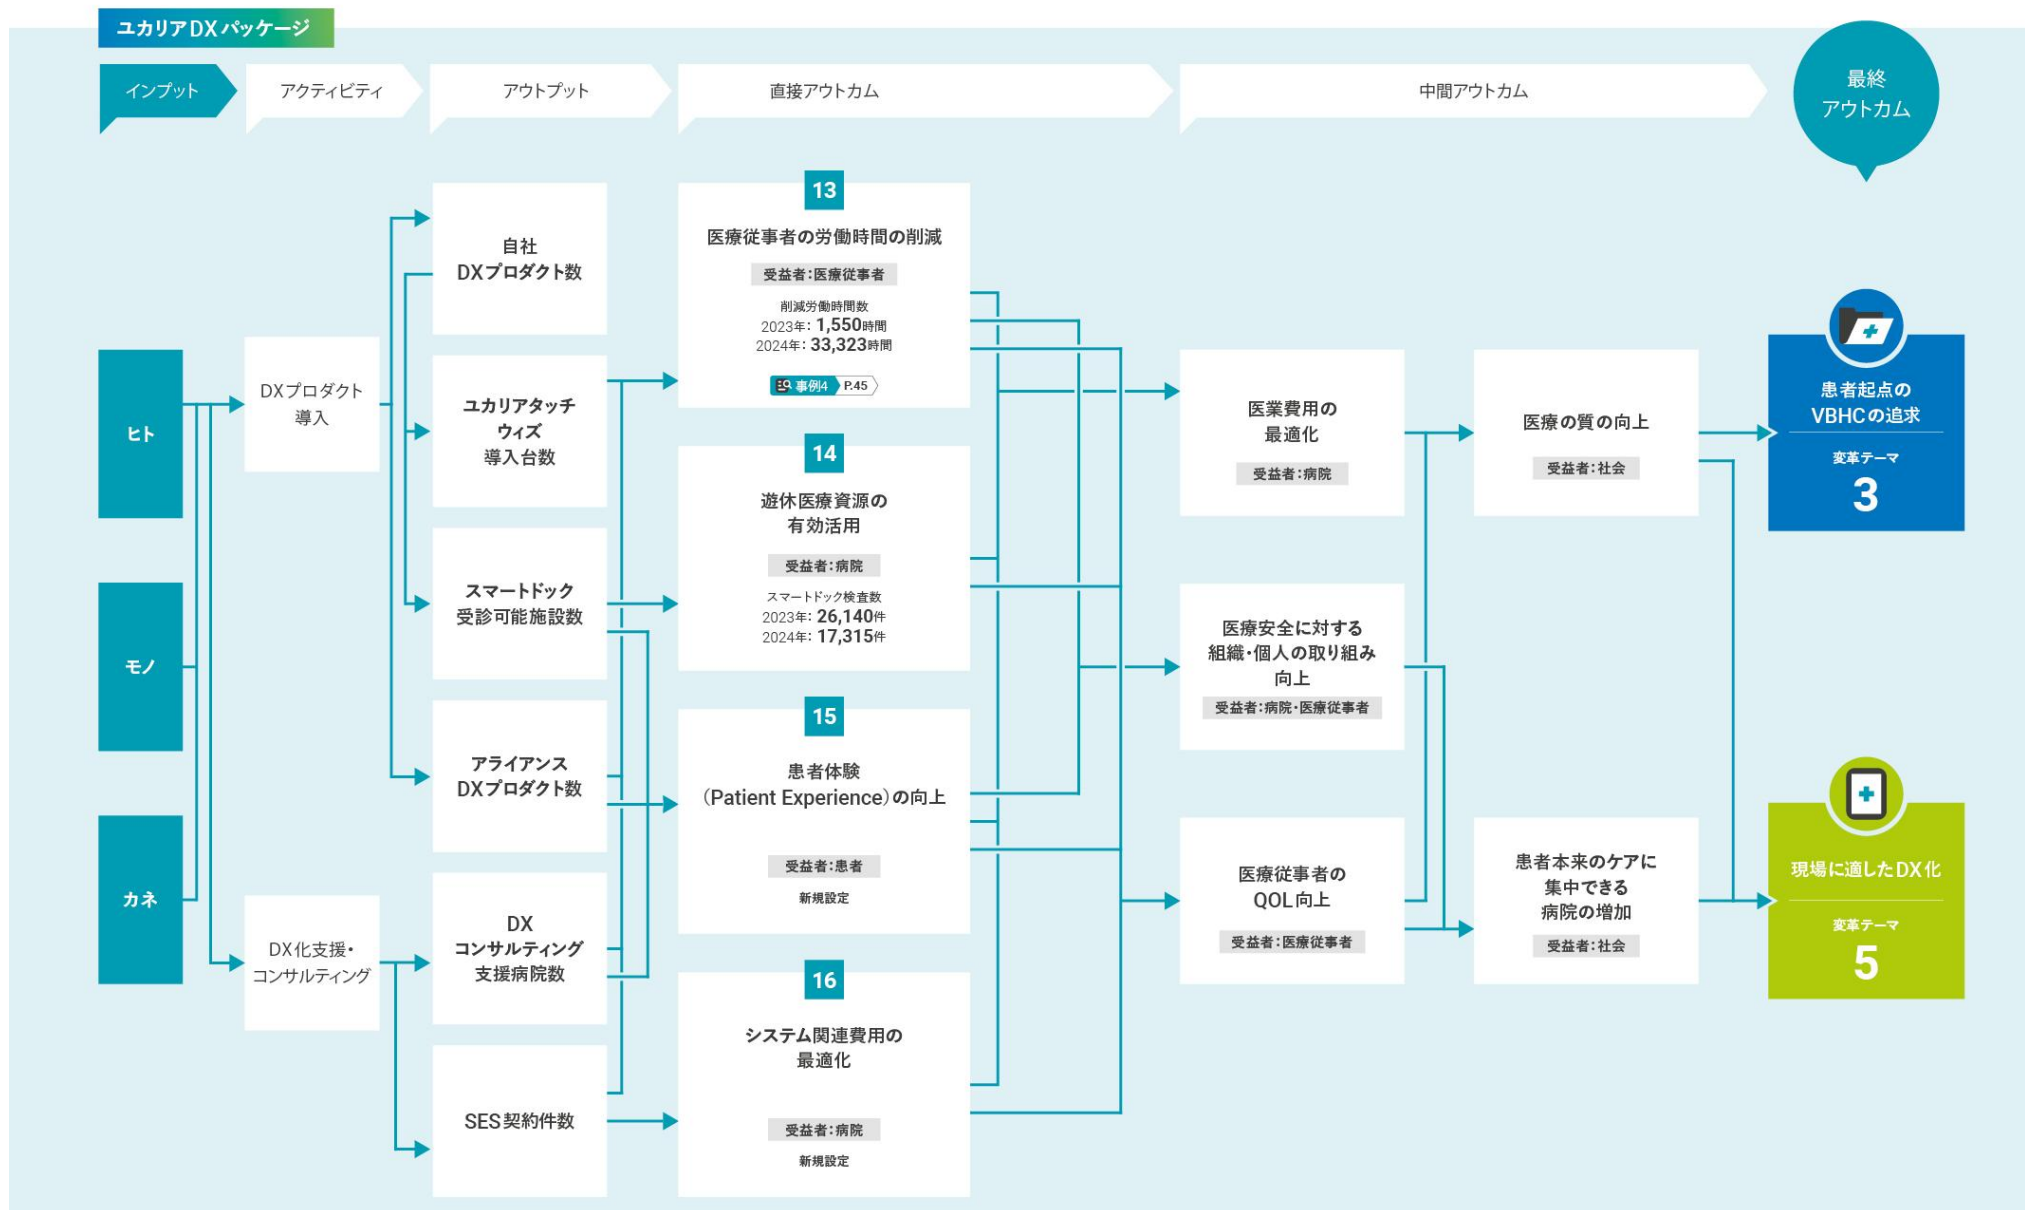 ユカリアDXパッケージ
インプット
アクティビティ
アウトプット
直接アウトカム
中間アウトカム
最終
アウトカム
ヒト
モノ
カネ
DXプロダクト
導入
DX化支援・
コンサルティング
自社
DXプロダクト数
ユカリアタッチ
ウィズ
導入台数
スマートドック
受診可能施設数
アライアンス
DXプロダクト数
DX
コンサルティング
支援病院数
SES契約件数
13
医療従事者の労働時間の削減
受益者:医療従事者
削減労働時間数
2023年: 1,550時間
2024年: 33,323時間
事例4 P.45
14
遊休医療資源の
有効活用
受益者:病院
スマートドック検査数
2023年: 26,140件
2024年: 17,315件
15
患者体験
(Patient Experience)の向上
受益者:患者
新規設定
16
システム関連費用の
最適化
受益者:病院
新規設定
医業費用の
最適化
受益者:病院
医療安全に対する
組織・個人の取り組み
向上
受益者:病院・医療従事者
医療従事者の
QOL向上
受益者:医療従事者
医療の質の向上
受益者:社会
患者本来のケアに
集中できる
病院の増加
受益者:社会
患者起点の
VBHCの追求
変革テーマ
3
現場に適したDX化
変革テーマ
5